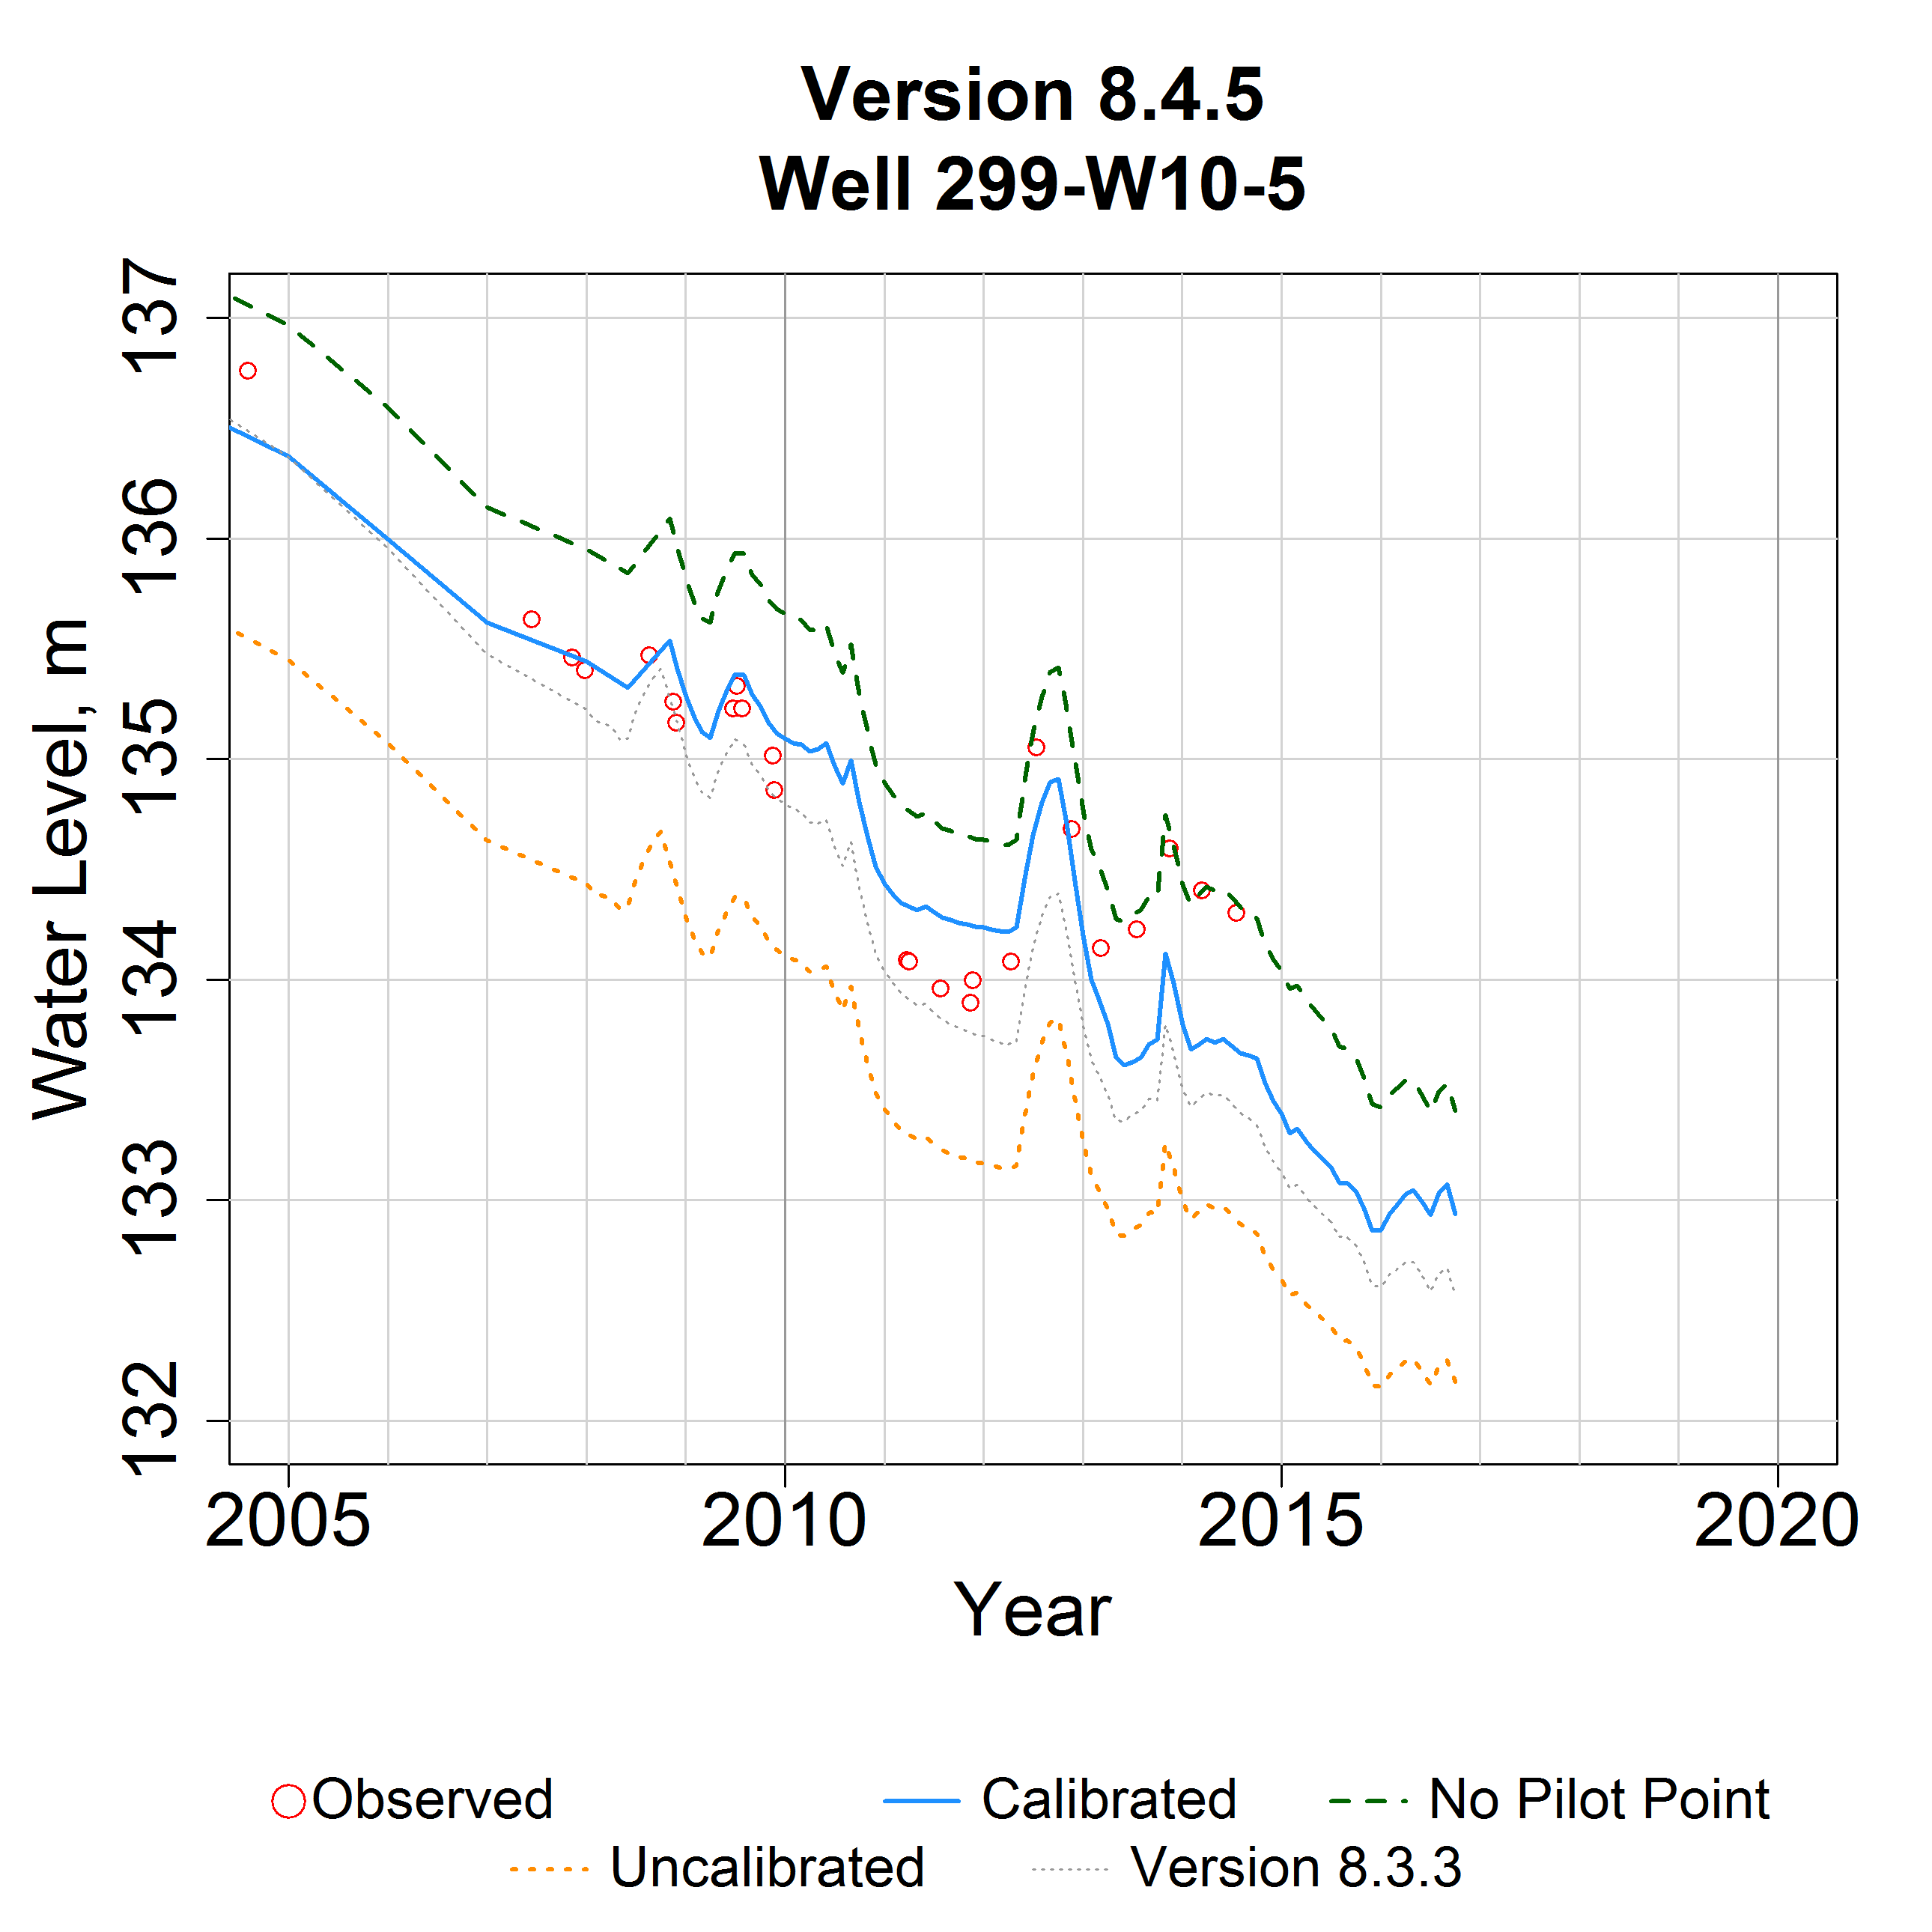 Version 8.4.5
Well 299-W10-5
137
136
135
134
133
132
Water Level, m
2005 2010 2015 2020
Year
Observed Calibrated No Pilot Point
Uncalibrated Version 8.3.3